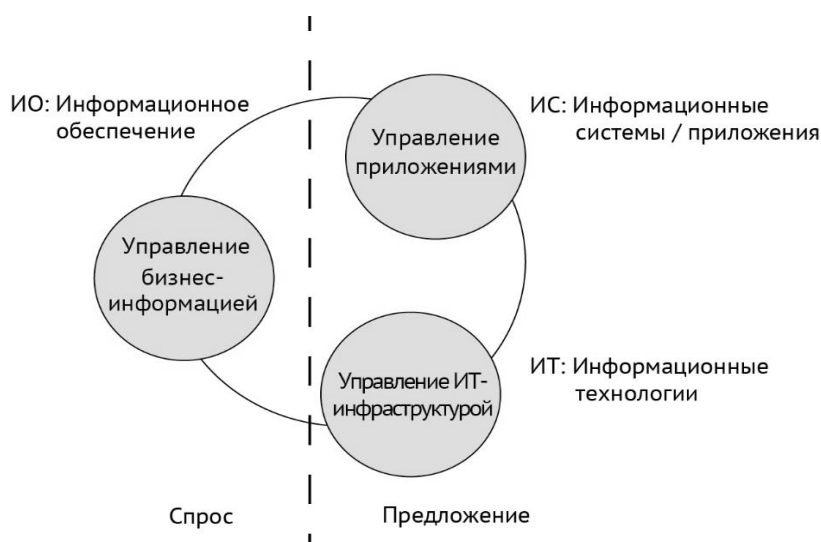 ИО: Информационное
обеспечение
Управление
приложениями
ИС: Информационные
системы / приложения
Управление
бизнес-
информацией
Управление ИТ-
инфраструктурой
ИТ: Информационные
технологии
Спрос
Предложение